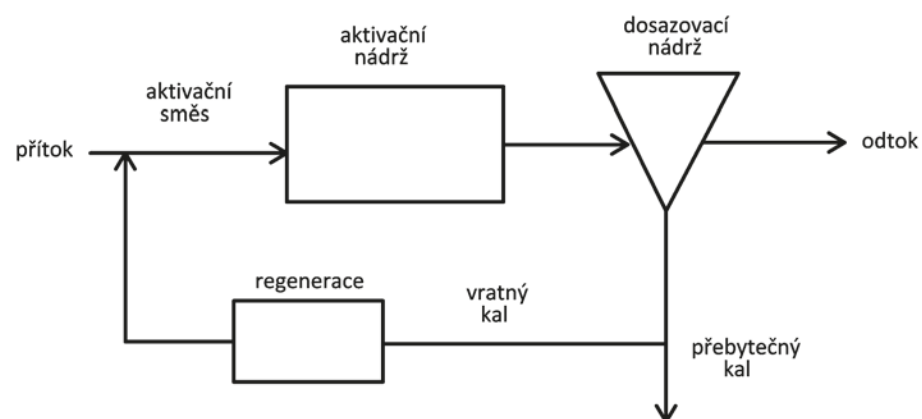 aktivační
nádrž
dosazovací
nádrž
aktivační
směs
přítok
odtok
regenerace
vratný
kal
přebytečný
kal